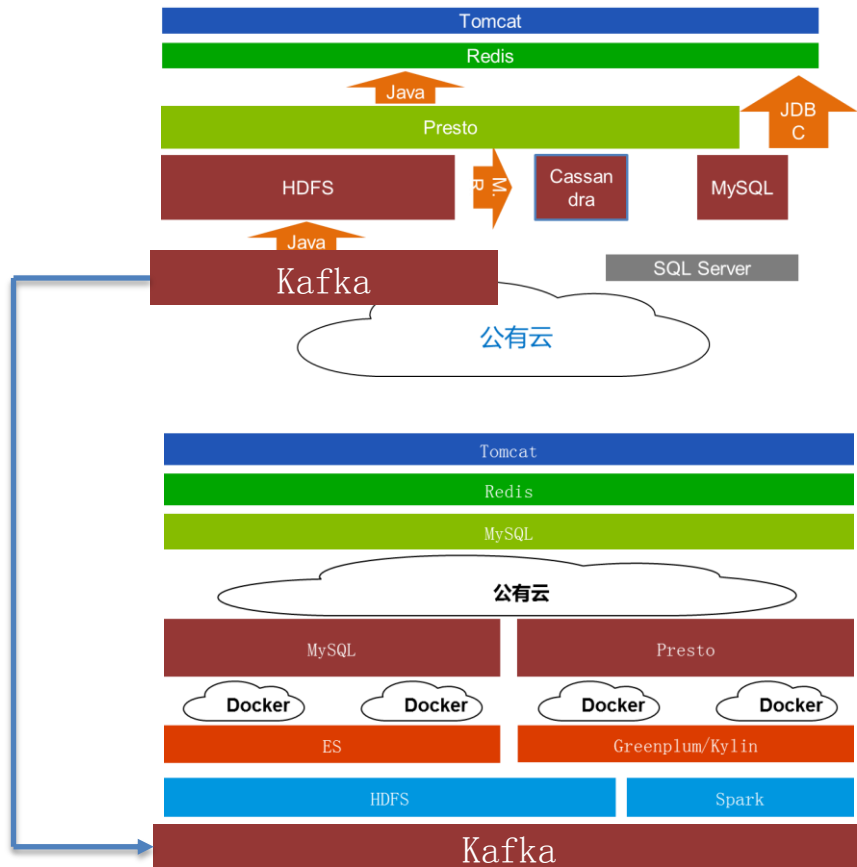 Tomcat
Redis
Java
JDB
C
Presto
HDFS
M.
R
Cassan
dra
MySQL
Java
Kafka
SQL Server
公有云
Tomcat
Redis
MySQL
公有云
MySQL
Presto
Docker
Docker
Docker
Docker
ES
Greenplum/Kylin
HDFS
Spark
Kafka